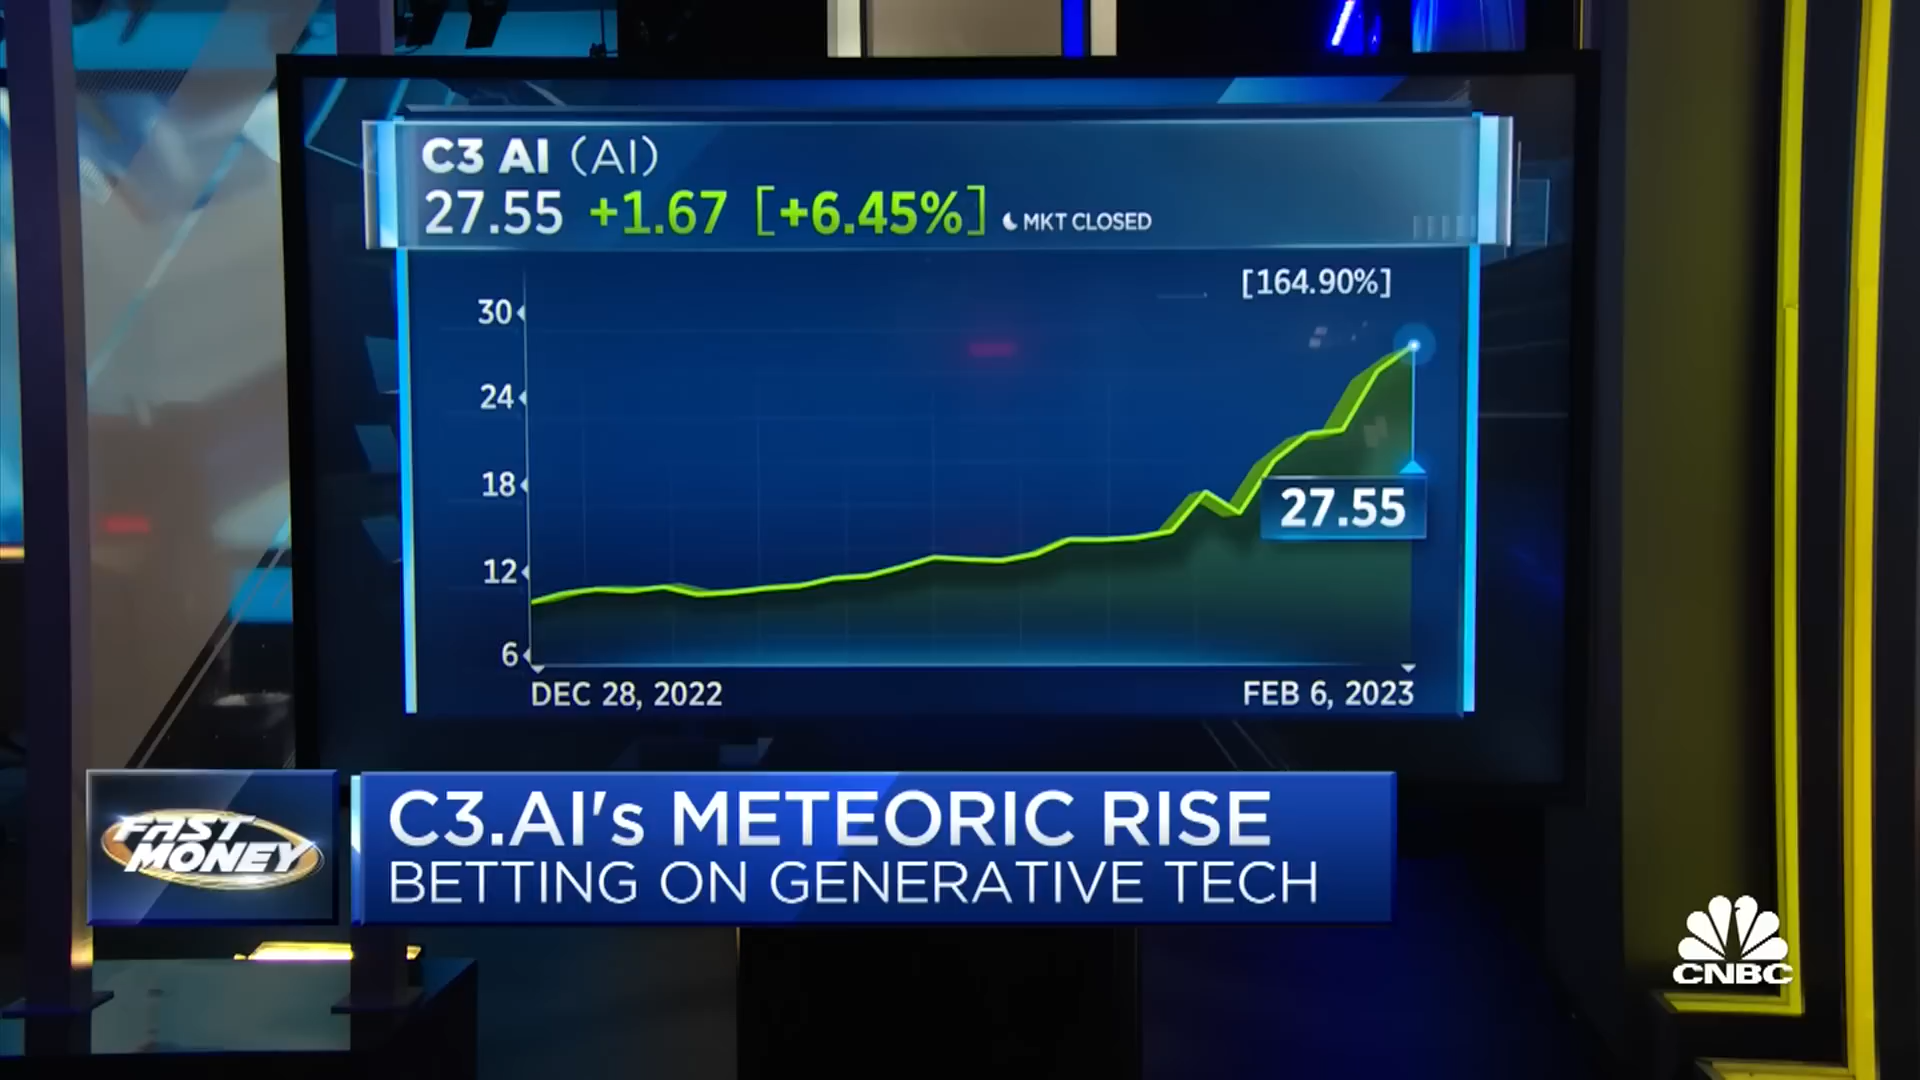 C3 AI (AI)
27.55 +1.67 [+6.45%] MKT CLOSED
[164.90%]
30
24
18
12
6
27.55
DEC 28, 2022
FEB 6, 2023
FAST
MONEY
C3.AI's METEORIC RISE
BETTING ON GENERATIVE TECH
CNBC